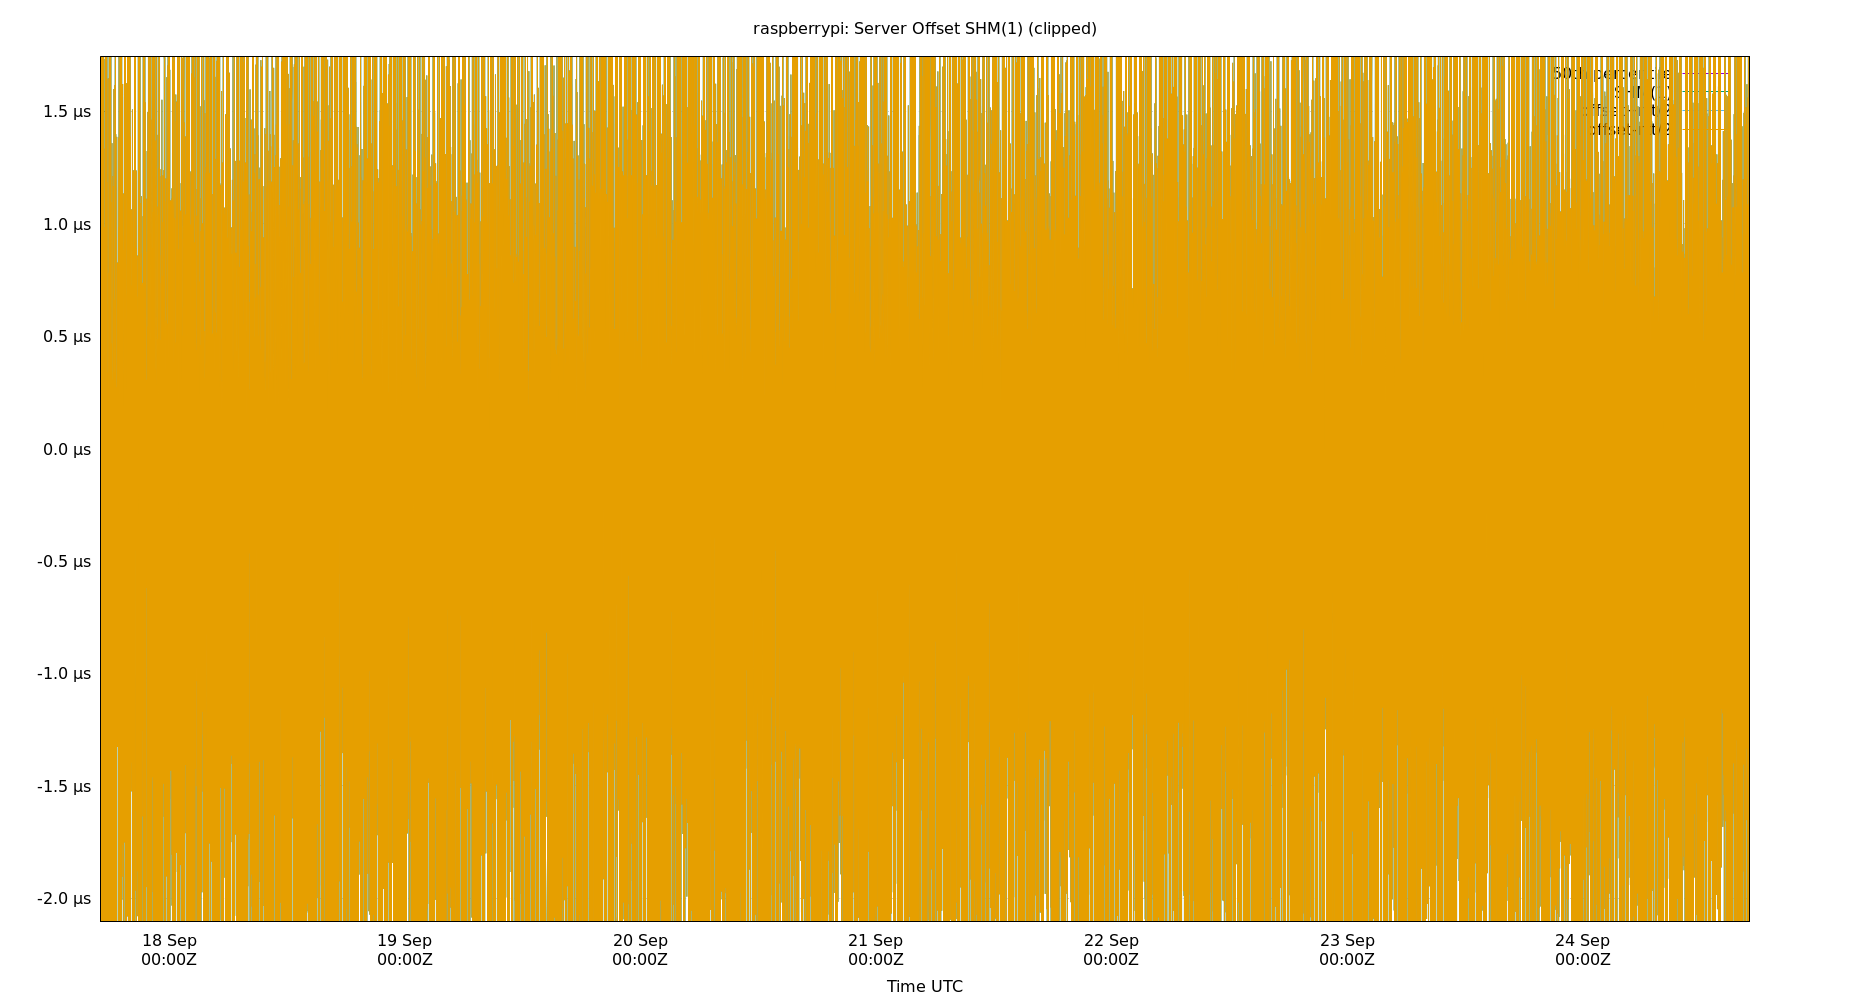 raspberrypi: Server Offset SHM(1) (clipped)
SHM(1)
1.5 µs
1.0 µs
0.5 µs
0.0 µs
-0.5 µs
-1.0 µs
-1.5 µs
-2.0 µs
18 Sep 19 Sep 20 Sep 21 Sep 22 Sep 23 Sep 24 Sep
00:00Z 00:00Z 00:00Z 00:00Z 00:00Z 00:00Z 00:00Z
Time UTC